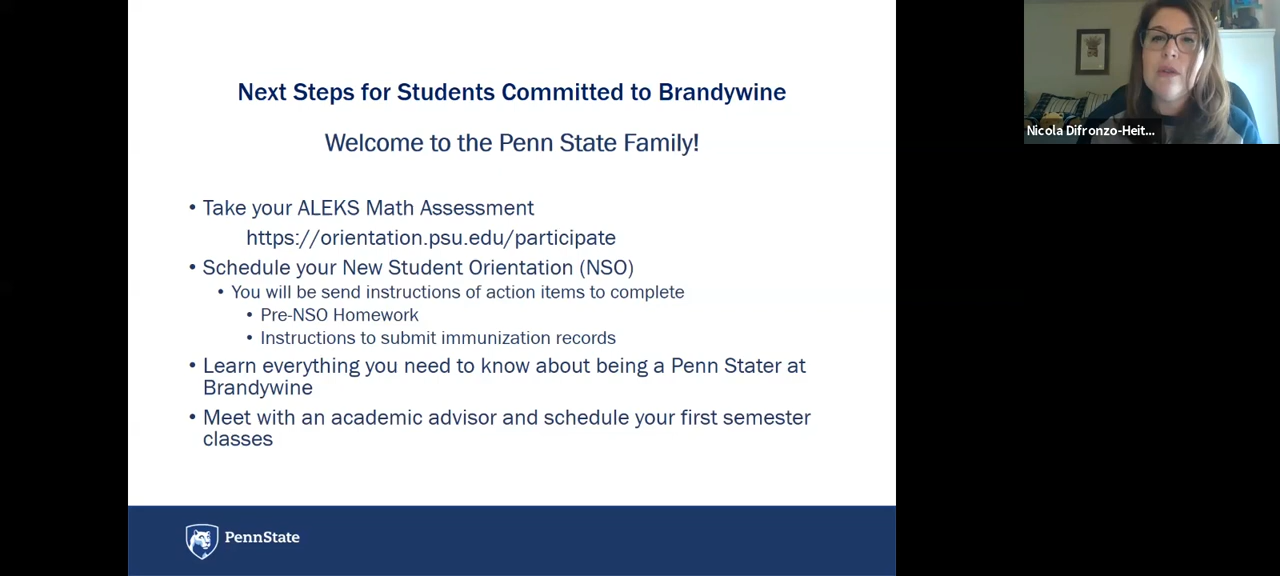 Next Steps for Students Committed to Brandywine
Welcome to the Penn State Family!
• Take your ALEKS Math Assessment
https://orientation.psu.edu/participate
• Schedule your New Student Orientation (NSO)
• You will be send instructions of action items to complete
• Pre-NSO Homework
• Instructions to submit immunization records
• Learn everything you need to know about being a Penn Stater at
Brandywine
• Meet with an academic advisor and schedule your first semester
classes
PennState
Nicola Difronzo-Heit...